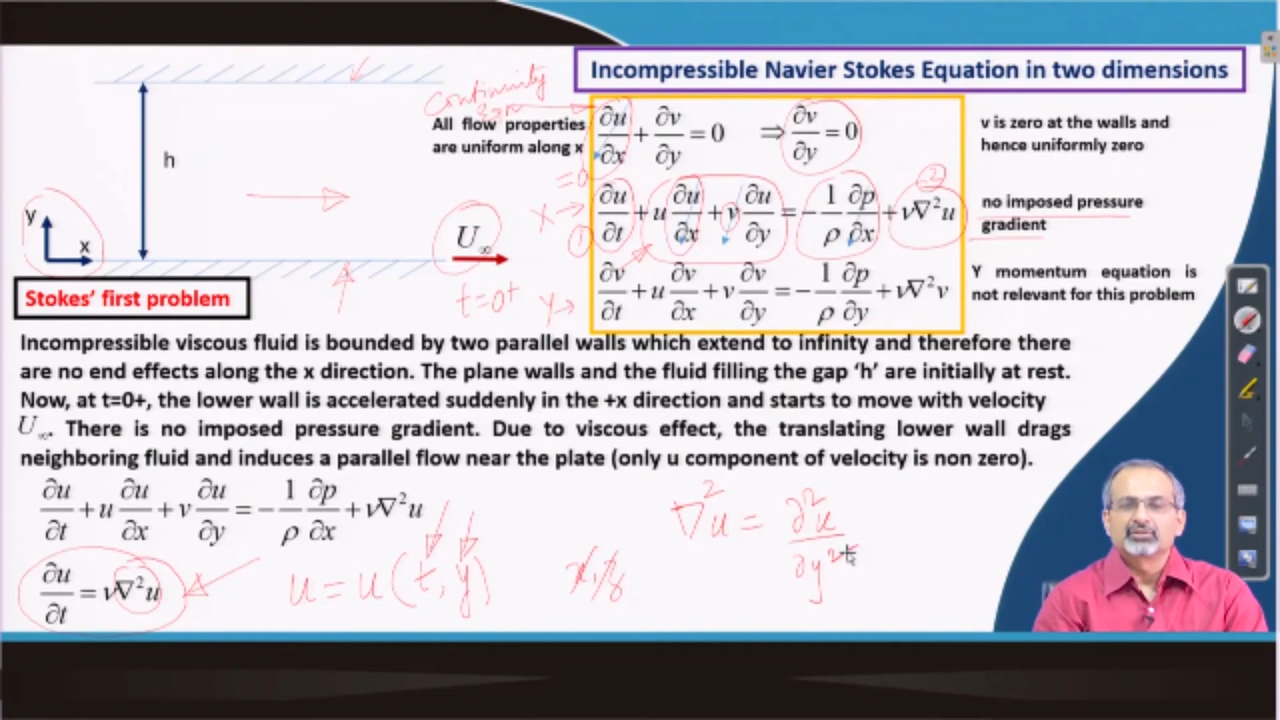 Incompressible Navier Stokes Equation in two dimensions
Continuity
Eqn
h
All flow properties
are uniform along x
∂u/∂x + ∂v/∂y = 0 ⇒ ∂v/∂y = 0
v is zero at the walls and
hence uniformly zero
= 0
X →
①
∂u/∂t + u ∂u/∂x + v ∂u/∂y = − 1/ρ ∂p/∂x + ν∇²u
②
no imposed pressure
gradient
y
x
U∞
t=0⁺
Y →
∂v/∂t + u ∂v/∂x + v ∂v/∂y = − 1/ρ ∂p/∂y + ν∇²v
Y momentum equation is
not relevant for this problem
Stokes’ first problem
Incompressible viscous fluid is bounded by two parallel walls which extend to infinity and therefore there
are no end effects along the x direction. The plane walls and the fluid filling the gap ‘h’ are initially at rest.
Now, at t=0+, the lower wall is accelerated suddenly in the +x direction and starts to move with velocity
U∞. There is no imposed pressure gradient. Due to viscous effect, the translating lower wall drags
neighboring fluid and induces a parallel flow near the plate (only u component of velocity is non zero).
∂u/∂t + u ∂u/∂x + v ∂u/∂y = − 1/ρ ∂p/∂x + ν∇²u
∂u/∂t = ν∇²u
u = u(t, y)
∇²u = ∂²u/∂y²